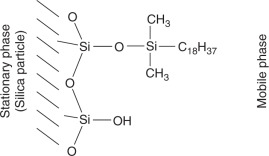 Stationary phase
(Silica particle)
O
CH3
Si
O
Si
C18H37
CH3
O
Si
OH
O
Mobile phase